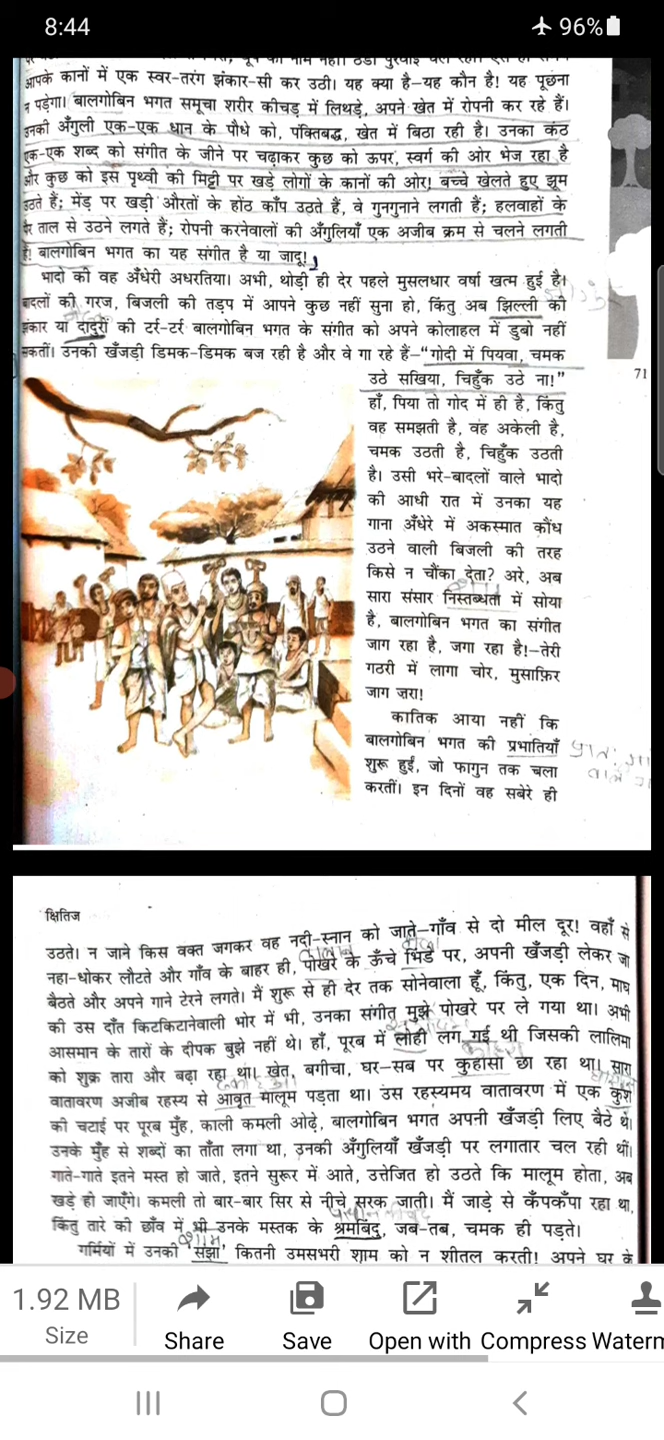 8:44
96%
आपके कानों में एक स्वर-तरंग झंकार-सी कर उठी। यह क्या है-यह कौन है! यह पूछना
न पड़ेगा। बालगोबिन भगत समूचा शरीर कीचड़ में लिथड़े, अपने खेत में रोपनी कर रहे हैं।
उनकी अँगुली एक-एक धान के पौधे को, पंक्तिबद्ध, खेत में बिठा रही है। उनका कंठ
एक-एक शब्द को संगीत के जीने पर चढ़ाकर कुछ को ऊपर, स्वर्ग की ओर भेज रहा है
और कुछ को इस पृथ्वी की मिट्टी पर खड़े लोगों के कानों की ओर! बच्चे खेलते हुए झूम
उठते हैं; मेंड़ पर खड़ी औरतों के होंठ काँप उठते हैं, वे गुनगुनाने लगती हैं; हलवाहों के
पैर ताल से उठने लगते हैं; रोपनी करनेवालों की अँगुलियाँ एक अजीब क्रम से चलने लगती
हैं! बालगोबिन भगत का यह संगीत है या जादू!
भादो की वह अँधेरी अधरतिया। अभी, थोड़ी ही देर पहले मुसलधार वर्षा खत्म हुई है।
बादलों की गरज, बिजली की तड़प में आपने कुछ नहीं सुना हो, किंतु अब झिल्ली की
झंकार या दादुरों की टर्र-टर्र बालगोबिन भगत के संगीत को अपने कोलाहल में डुबो नहीं
सकतीं। उनकी खँजड़ी डिमक-डिमक बज रही है और वे गा रहे हैं-"गोदी में पियवा, चमक
71
उठे सखिया, चिहुँक उठे ना!"
हाँ, पिया तो गोद में ही है, किंतु
वह समझती है, वह अकेली है,
चमक उठती है, चिहुँक उठती
है। उसी भरे-बादलों वाले भादो
की आधी रात में उनका यह
गाना अँधेरे में अकस्मात कौंध
उठने वाली बिजली की तरह
किसे न चौंका देता? अरे, अब
सारा संसार निस्तब्धता में सोया
है, बालगोबिन भगत का संगीत
जाग रहा है, जगा रहा है!-तेरी
गठरी में लागा चोर, मुसाफ़िर
जाग ज़रा!
कातिक आया नहीं कि
बालगोबिन भगत की प्रभातियाँ
शुरू हुईं, जो फागुन तक चला
करतीं। इन दिनों वह सबेरे ही
क्षितिज
उठते। न जाने किस वक्त जगकर वह नदी-स्नान को जाते-गाँव से दो मील दूर! वहाँ से
नहा-धोकर लौटते और गाँव के बाहर ही, पोखरे के ऊँचे भिंडे पर, अपनी खँजड़ी लेकर जा
बैठते और अपने गाने टेरने लगते। मैं शुरू से ही देर तक सोनेवाला हूँ, किंतु, एक दिन, माघ
की उस दाँत किटकिटानेवाली भोर में भी, उनका संगीत मुझे पोखरे पर ले गया था। अभी
आसमान के तारों के दीपक बुझे नहीं थे। हाँ, पूरब में लोही लग गई थी जिसकी लालिमा
को शुक्र तारा और बढ़ा रहा था। खेत, बगीचा, घर-सब पर कुहासा छा रहा था। सारा
वातावरण अजीब रहस्य से आवृत मालूम पड़ता था। उस रहस्यमय वातावरण में एक कुश
की चटाई पर पूरब मुँह, काली कमली ओढ़े, बालगोबिन भगत अपनी खँजड़ी लिए बैठे थे।
उनके मुँह से शब्दों का ताँता लगा था, उनकी अँगुलियाँ खँजड़ी पर लगातार चल रही थीं।
गाते-गाते इतने मस्त हो जाते, इतने सुरूर में आते, उत्तेजित हो उठते कि मालूम होता, अब
खड़े हो जाएँगे। कमली तो बार-बार सिर से नीचे सरक जाती। मैं जाड़े से कँपकँपा रहा था,
किंतु तारे की छाँव में भी उनके मस्तक के श्रमबिंदु, जब-तब, चमक ही पड़ते।
गर्मियों में उनकी 'संझा' कितनी उमसभरी शाम को न शीतल करती! अपने घर के
1.92 MB
Size
Share
Save
Open with
Compress
Waterm